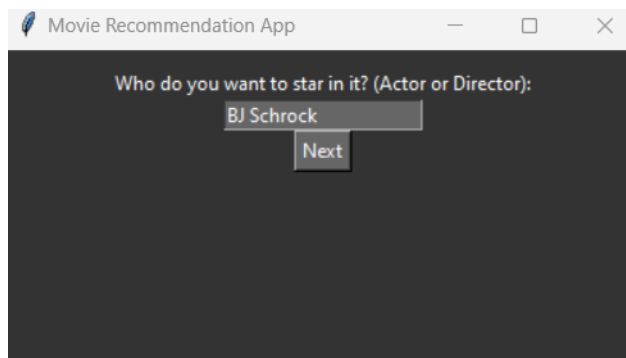 Movie Recommendation App
Who do you want to star in it? (Actor or Director):
BJ Schrock
Next